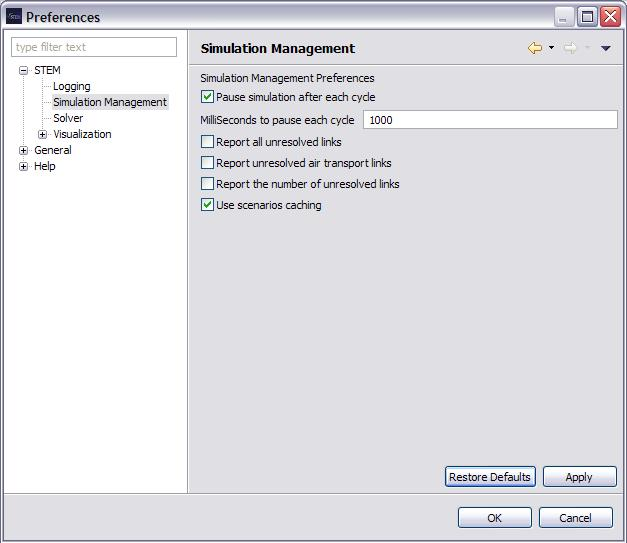 Preferences
type filter text
STEM
Logging
Simulation Management
Solver
Visualization
General
Help
Simulation Management
Simulation Management Preferences
Pause simulation after each cycle
MilliSeconds to pause each cycle 1000
Report all unresolved links
Report unresolved air transport links
Report the number of unresolved links
Use scenarios caching
Restore Defaults Apply
OK Cancel